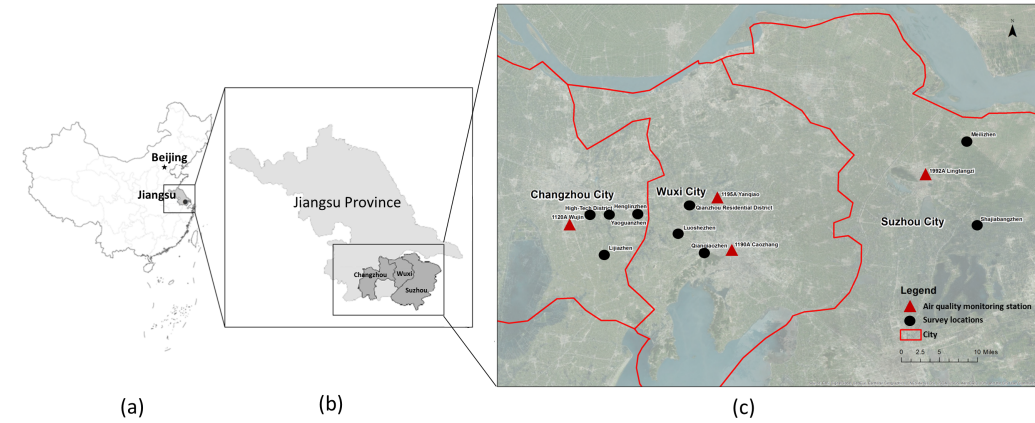 Beijing
Jiangsu
(a)
Jiangsu Province
Changzhou
Wuxi
Suzhou
(b)
N
Meilizhen
1992A Lingtangzi
Changzhou City
Wuxi City
1195A Yanqiao
High-Tech District
Henglinzhen
Qianzhou Residential District
1120A Wujin
Yaoguanzhen
Suzhou City
Shajiabangzhen
Luoshezhen
Lijiazhen
Qianqiaozhen
1190A Caozhang
Legend
Air quality monitoring station
Survey locations
City
0 2.5 5 10 Miles
(c)